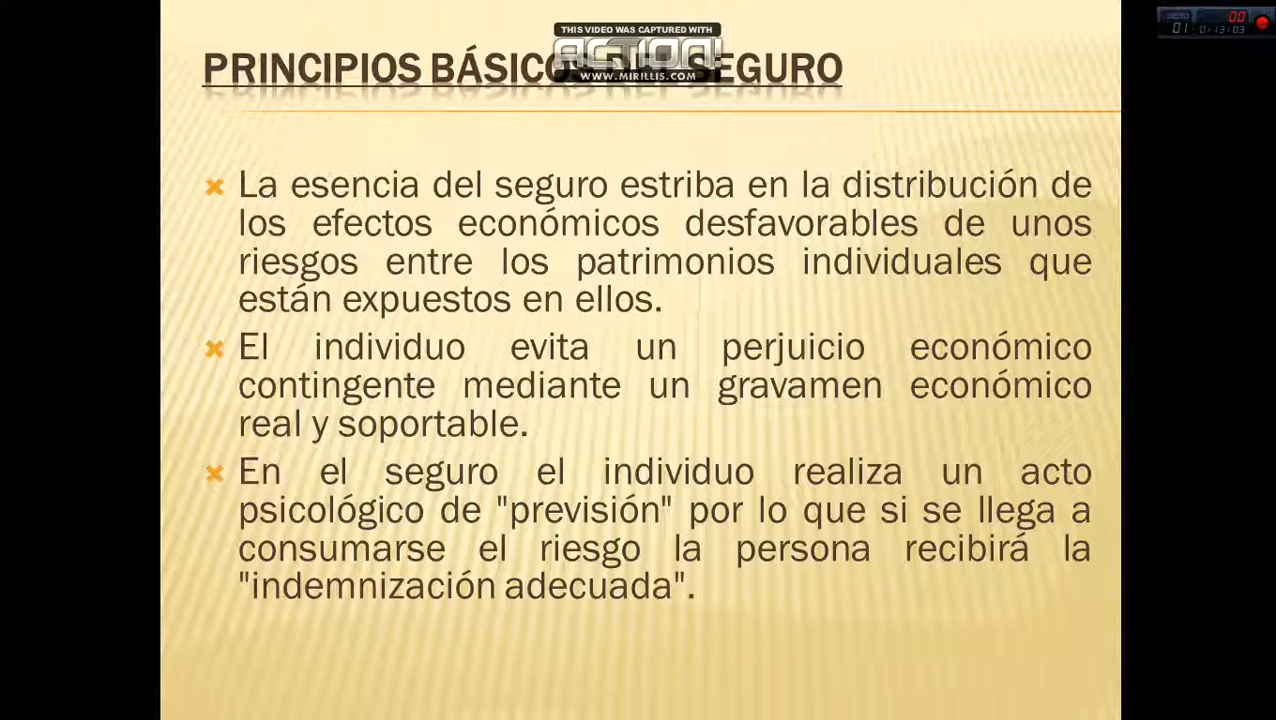 THIS VIDEO WAS CAPTURED WITH
ACTION!
WWW.MIRILLIS.COM
PRINCIPIOS BÁSICOS SEGURO
La esencia del seguro estriba en la distribución de
los efectos económicos desfavorables de unos
riesgos entre los patrimonios individuales que
están expuestos en ellos.
El individuo evita un perjuicio económico
contingente mediante un gravamen económico
real y soportable.
En el seguro el individuo realiza un acto
psicológico de "previsión" por lo que si se llega a
consumarse el riesgo la persona recibirá la
"indemnización adecuada".